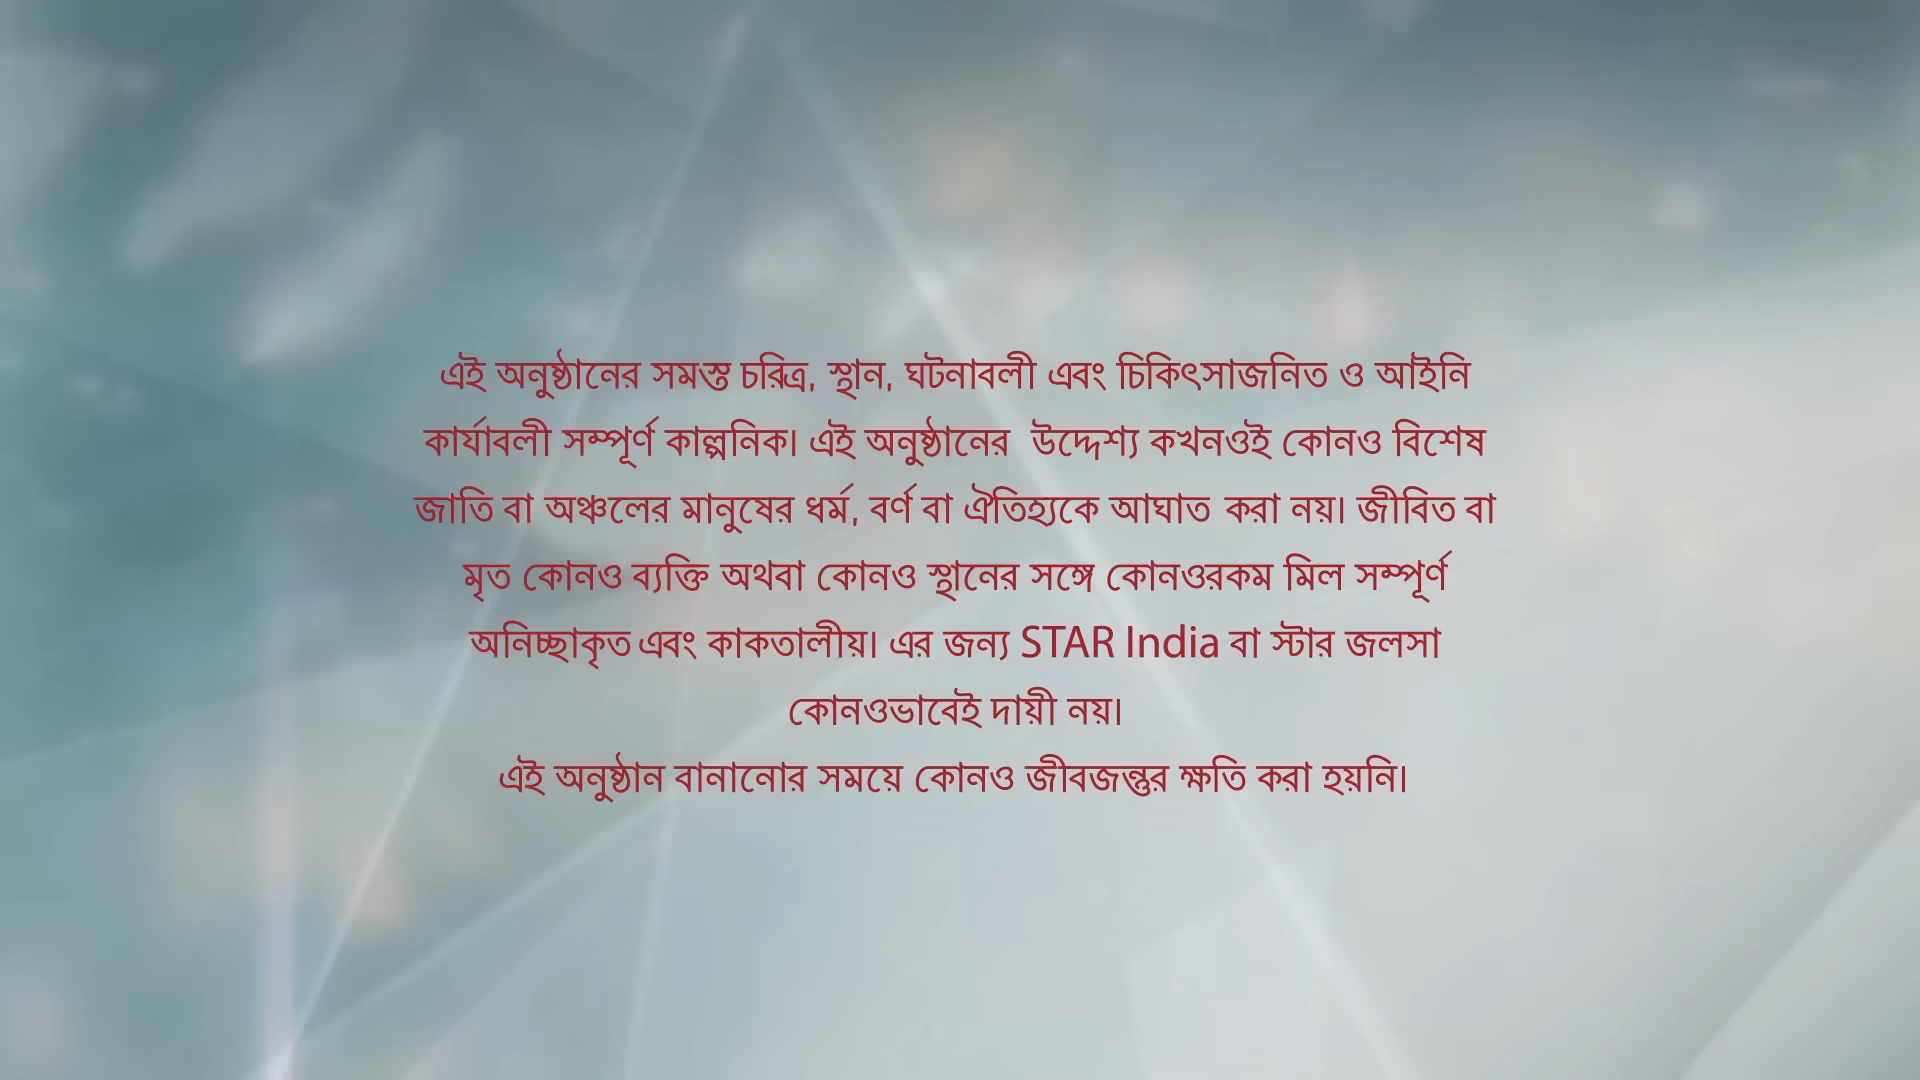 এই অনুষ্ঠানের সমস্ত চরিত্র, স্থান, ঘটনাবলী এবং চিকিৎসাজনিত ও আইনি
কার্যাবলী সম্পূর্ণ কাল্পনিক। এই অনুষ্ঠানের উদ্দেশ্য কখনওই কোনও বিশেষ
জাতি বা অঞ্চলের মানুষের ধর্ম, বর্ণ বা ঐতিহ্যকে আঘাত করা নয়। জীবিত বা
মৃত কোনও ব্যক্তি অথবা কোনও স্থানের সঙ্গে কোনওরকম মিল সম্পূর্ণ
অনিচ্ছাকৃত এবং কাকতালীয়। এর জন্য STAR India বা স্টার জলসা
কোনওভাবেই দায়ী নয়।
এই অনুষ্ঠান বানানোর সময়ে কোনও জীবজন্তুর ক্ষতি করা হয়নি।